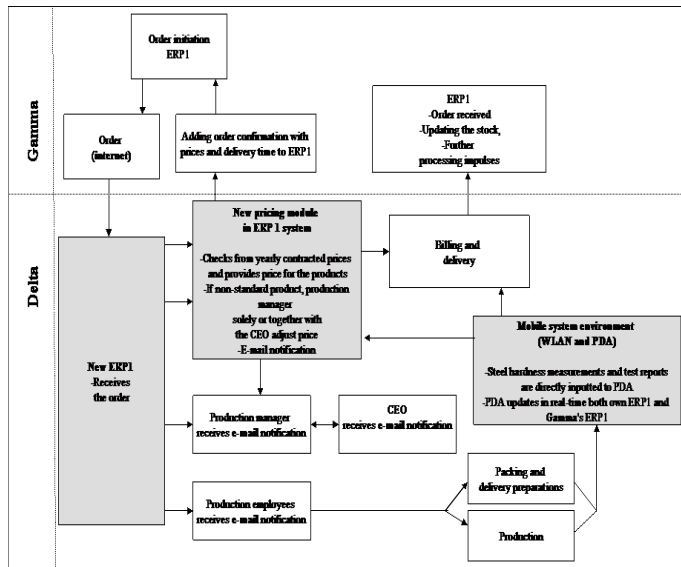 Gamma
Order initiation
ERP1
Order
(internet)
Adding order confirmation with
prices and delivery time to ERP1
ERP1
-Order received
-Updating the stock,
-Further
processing impulses
Delta
New ERP1
-Receives
the order
New pricing module
in ERP 1 system
-Checks from yearly contracted prices
and provides price for the products
-If non-standard product, production
manager
solely or together with
the CEO adjust price
-E-mail notification
Billing and
delivery
Mobile system environment
(WLAN and PDA)
-Steel hardness measurements and test reports
are directly inputted to PDA
-PDA updates in real-time both own ERP1 and
Gamma's ERP1
Production manager
receives e-mail notification
CEO
receives e-mail notification
Production employees
receives e-mail notification
Packing and
delivery preparations
Production